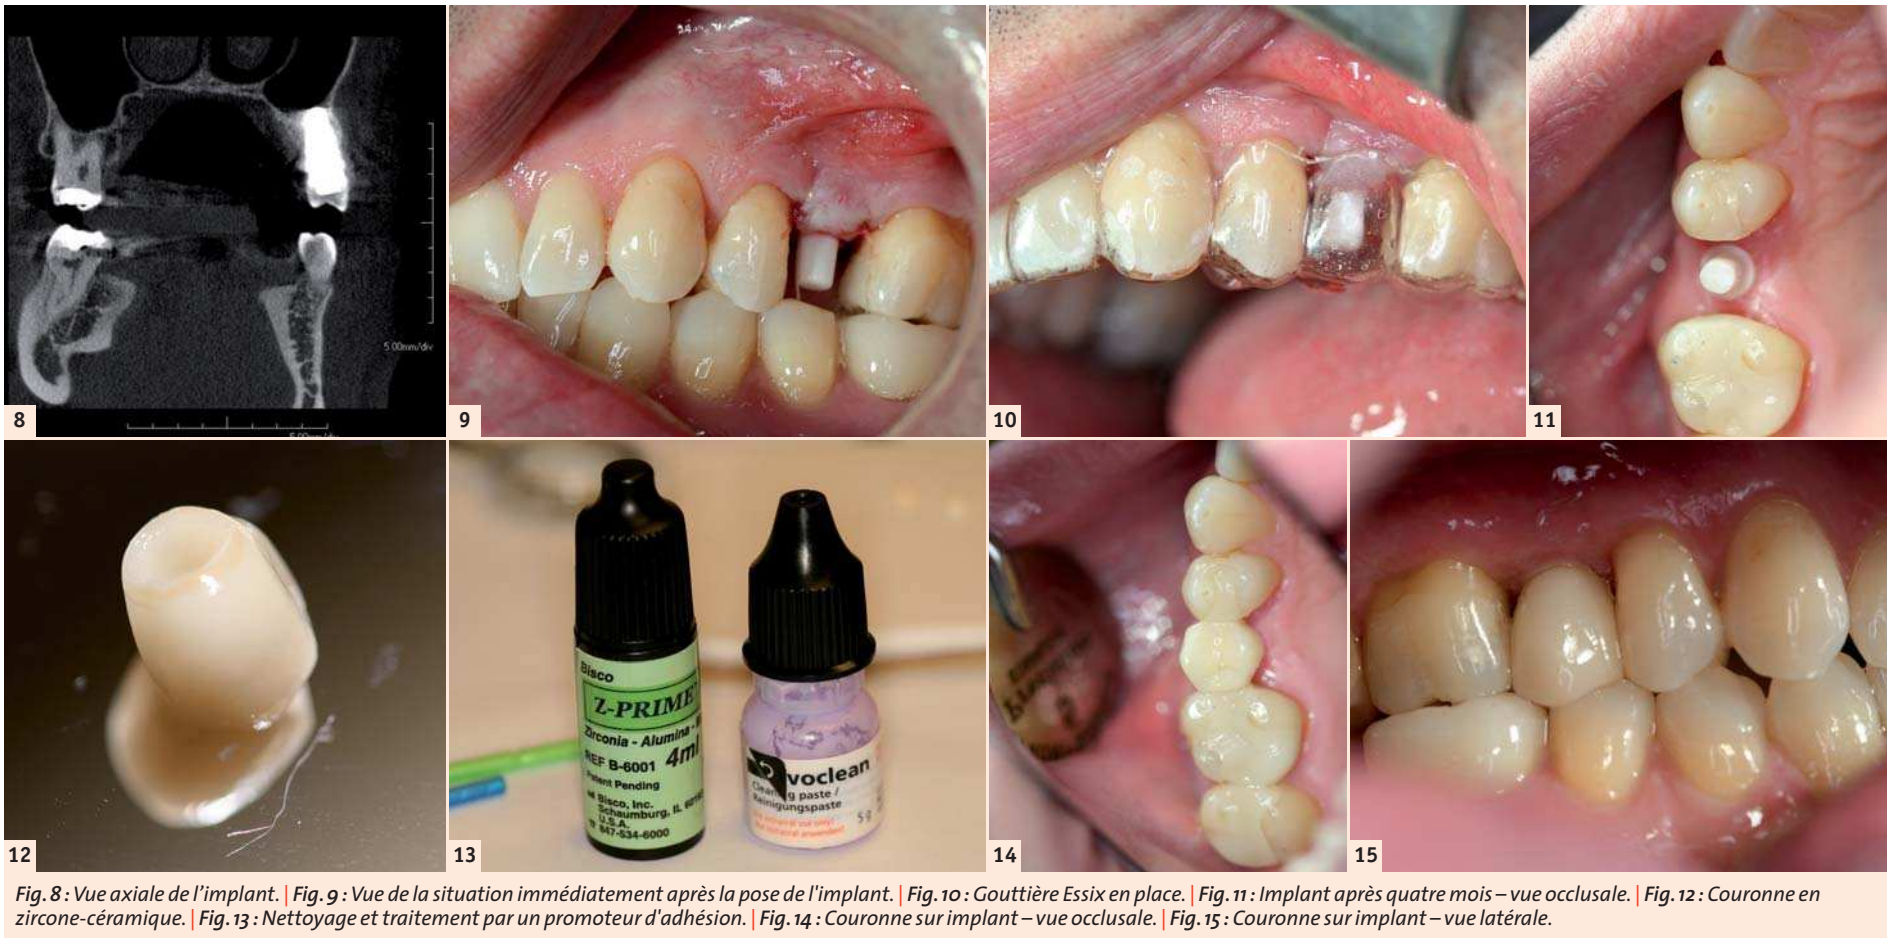 5.00mm/div
8
9
10
11
12
Bisco
Z-PRIME
Zirconia - Alumina -
REF B-6001 4ml
Patent Pending
Bisco, Inc.
Schaumburg, IL
U.S.A.
847-534-6000
voclean
Cleaning paste /
Reinigungspaste
5 g
13
14
15
Fig. 8 : Vue axiale de l’implant. | Fig. 9 : Vue de la situation immédiatement après la pose de l'implant. | Fig. 10 : Gouttière Essix en place. | Fig. 11 : Implant après quatre mois – vue occlusale. | Fig. 12 : Couronne en
zircone-céramique. | Fig. 13 : Nettoyage et traitement par un promoteur d'adhésion. | Fig. 14 : Couronne sur implant – vue occlusale. | Fig. 15 : Couronne sur implant – vue latérale.